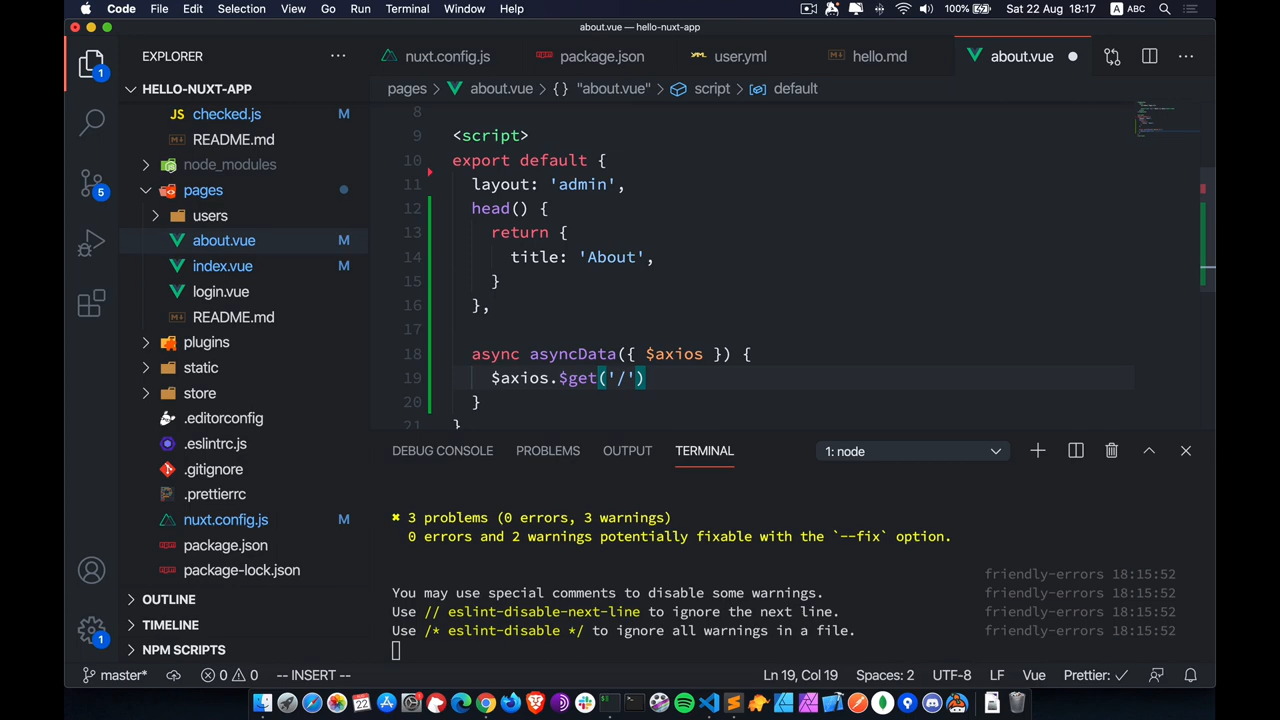 Code File Edit Selection View Go Run Terminal Window Help 100% Sat 22 Aug 18:17 A ABC
about.vue — hello-nuxt-app
EXPLORER
nuxt.config.js package.json user.yml hello.md about.vue
pages > about.vue > {} "about.vue" > script > default
HELLO-NUXT-APP
JS checked.js M
README.md
node_modules
pages
users
about.vue M
index.vue M
login.vue
README.md
plugins
static
store
.editorconfig
.eslintrc.js
.gitignore
.prettierrc
nuxt.config.js M
package.json
package-lock.json
OUTLINE
TIMELINE
NPM SCRIPTS
1
5
1
8
9 <script>
10 export default {
11 layout: 'admin',
12 head() {
13 return {
14 title: 'About',
15 }
16 },
17
18 async asyncData({ $axios }) {
19 $axios.$get('/')
20 }
21 }
DEBUG CONSOLE PROBLEMS OUTPUT TERMINAL 1: node
✖ 3 problems (0 errors, 3 warnings)
0 errors and 2 warnings potentially fixable with the `--fix` option.
friendly-errors 18:15:52
You may use special comments to disable some warnings. friendly-errors 18:15:52
Use // eslint-disable-next-line to ignore the next line. friendly-errors 18:15:52
Use /* eslint-disable */ to ignore all warnings in a file. friendly-errors 18:15:52
master* 0 0 -- INSERT -- Ln 19, Col 19 Spaces: 2 UTF-8 LF Vue Prettier: ✓